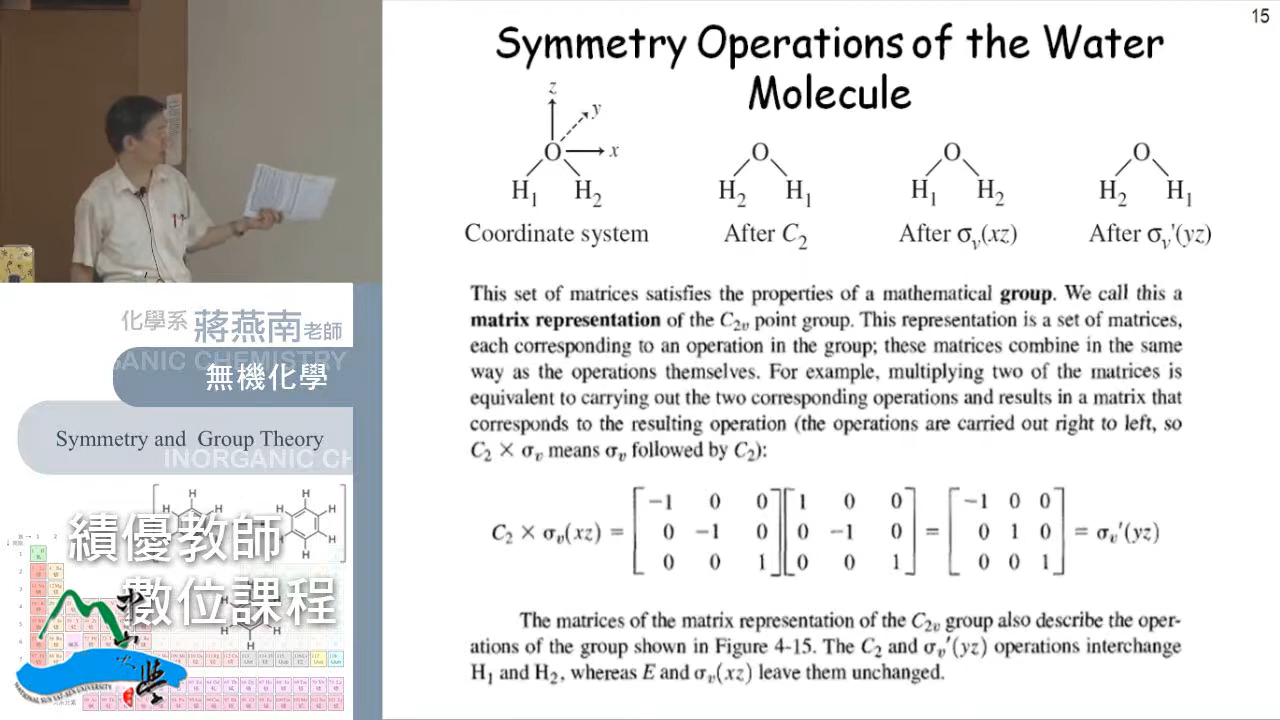 15
Symmetry Operations of the Water
Molecule
z
y
O x
H₁ H₂
Coordinate system
O
H₂ H₁
After C₂
O
H₁ H₂
After σᵥ(xz)
O
H₂ H₁
After σᵥ'(yz)
This set of matrices satisfies the properties of a mathematical group. We call this a
matrix representation of the C₂ᵥ point group. This representation is a set of matrices,
each corresponding to an operation in the group; these matrices combine in the same
way as the operations themselves. For example, multiplying two of the matrices is
equivalent to carrying out the two corresponding operations and results in a matrix that
corresponds to the resulting operation (the operations are carried out right to left, so
C₂ × σᵥ means σᵥ followed by C₂):
[−1 0 0] [1 0 0] [−1 0 0]
C₂ × σᵥ(xz) = [0 −1 0] [0 −1 0] = [0 1 0] = σᵥ'(yz)
[0 0 1] [0 0 1] [0 0 1]
The matrices of the matrix representation of the C₂ᵥ group also describe the oper-
ations of the group shown in Figure 4-15. The C₂ and σᵥ'(yz) operations interchange
H₁ and H₂, whereas E and σᵥ(xz) leave them unchanged.
化學系 蔣燕南老師
無機化學
Symmetry and Group Theory
INORGANIC CH
績優教師
數位課程
NATIONAL SUN YAT-SEN UNIVERSITY